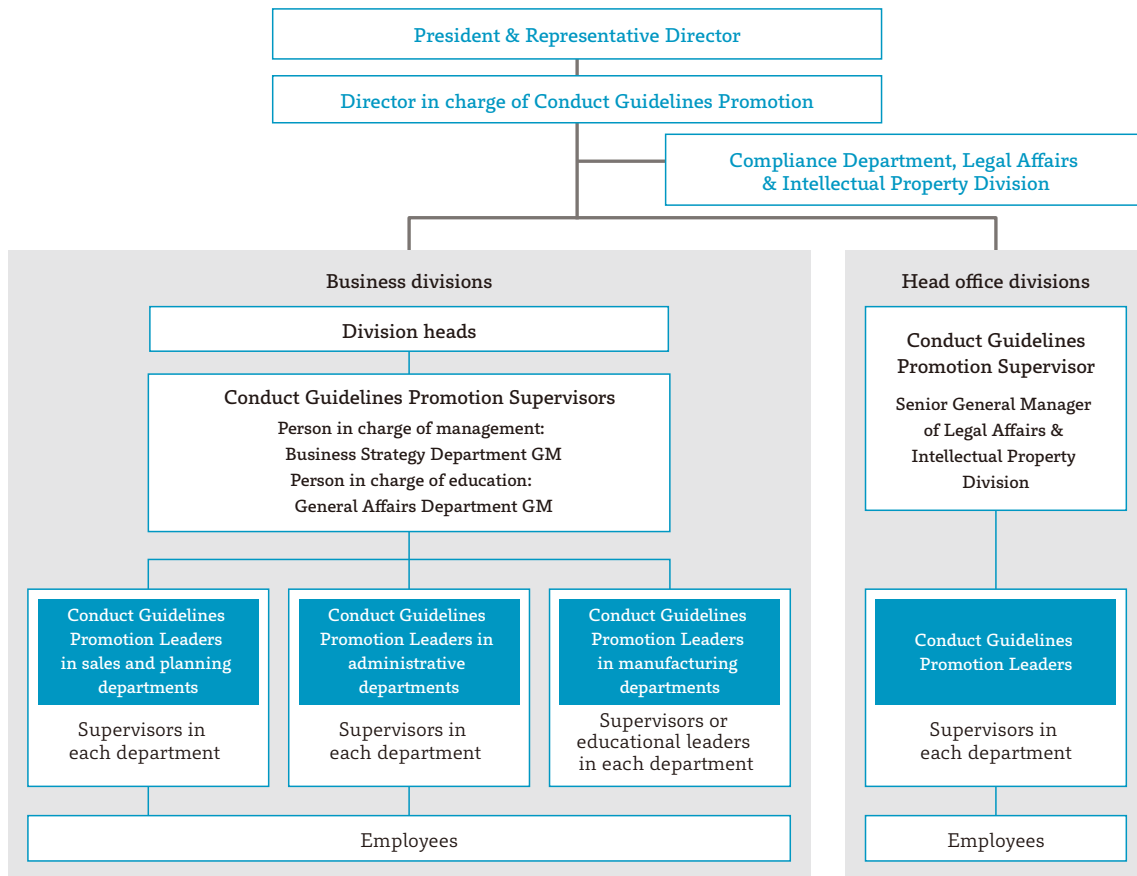 President & Representative Director
Director in charge of Conduct Guidelines Promotion
Compliance Department, Legal Affairs
& Intellectual Property Division
Business divisions
Division heads
Conduct Guidelines Promotion Supervisors
Person in charge of management:
Business Strategy Department GM
Person in charge of education:
General Affairs Department GM
Conduct Guidelines
Promotion Leaders
in sales and planning
departments
Supervisors in
each department
Conduct Guidelines
Promotion Leaders in
administrative
departments
Supervisors in
each department
Conduct Guidelines
Promotion Leaders
in manufacturing
departments
Supervisors or
educational leaders
in each department
Employees
Head office divisions
Conduct Guidelines
Promotion Supervisor
Senior General Manager
of Legal Affairs &
Intellectual Property
Division
Conduct Guidelines
Promotion Leaders
Supervisors in
each department
Employees